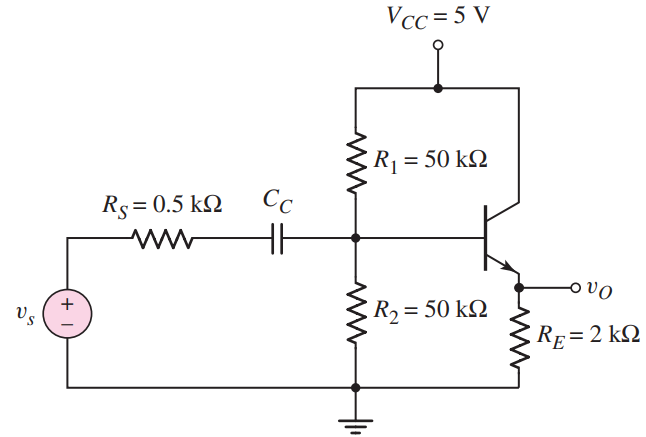 V_CC = 5 V
R_1 = 50 kΩ
R_S = 0.5 kΩ
C_C
v_s
+
–
R_2 = 50 kΩ
v_O
R_E = 2 kΩ